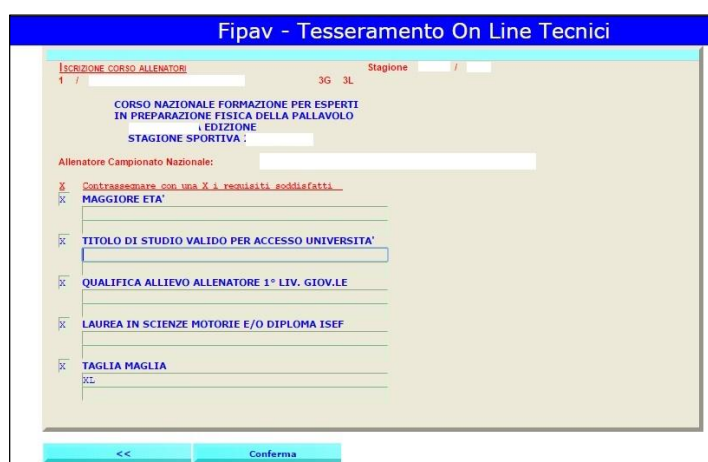 Fipav - Tesseramento On Line Tecnici
ISCRIZIONE CORSO ALLENATORI Stagione /
1 / 3G 3L
CORSO NAZIONALE FORMAZIONE PER ESPERTI
IN PREPARAZIONE FISICA DELLA PALLAVOLO
EDIZIONE
STAGIONE SPORTIVA
Allenatore Campionato Nazionale:
X Contrassegnare con una X i requisiti soddisfatti
X MAGGIORE ETA'
X TITOLO DI STUDIO VALIDO PER ACCESSO UNIVERSITA'
X QUALIFICA ALLIEVO ALLENATORE 1° LIV. GIOV.LE
X LAUREA IN SCIENZE MOTORIE E/O DIPLOMA ISEF
X TAGLIA MAGLIA
XL
<< Conferma